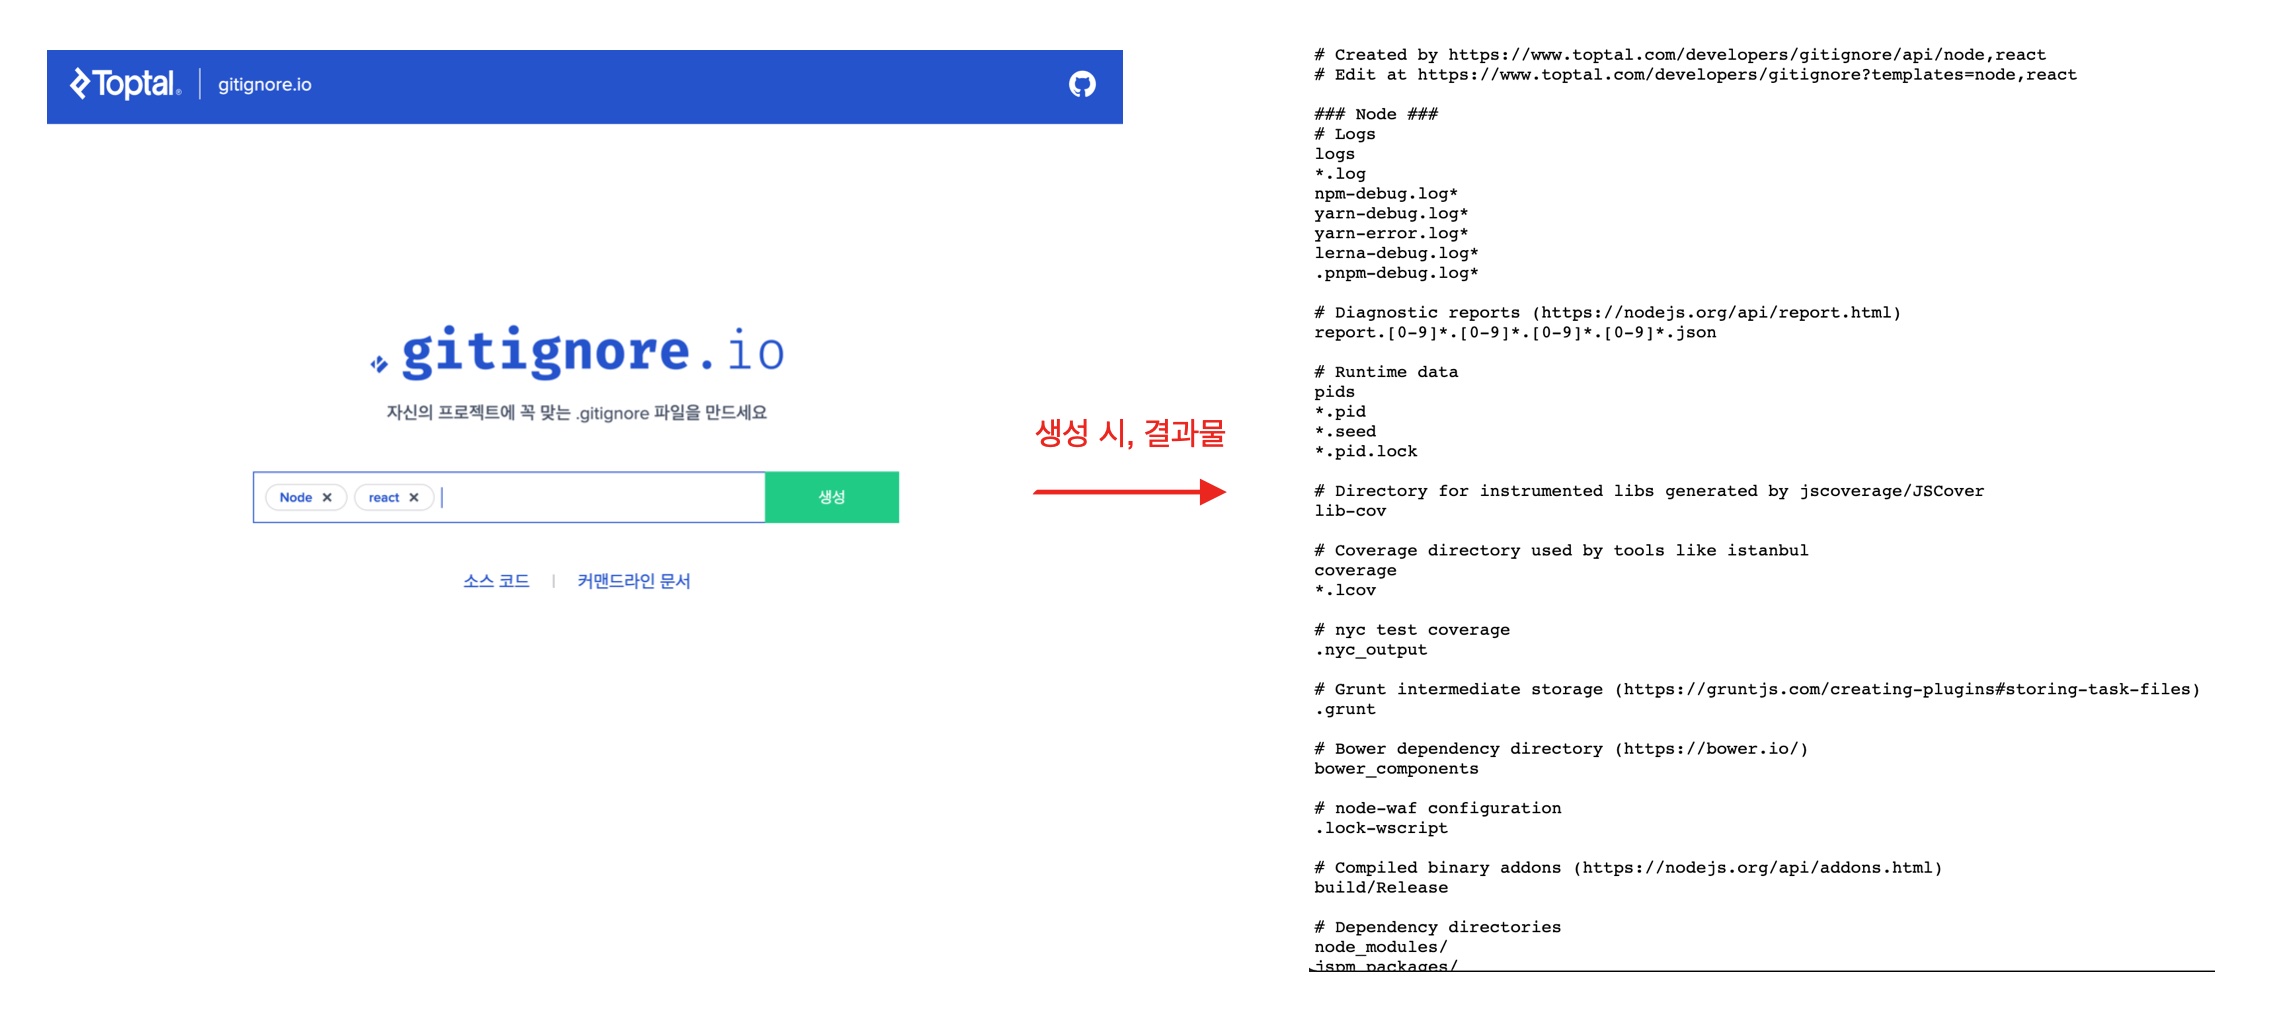 Toptal.
gitignore.io
.gitignore.io
자신의 프로젝트에 꼭 맞는 .gitignore 파일을 만드세요
Node ×
react ×
생성
소스 코드 | 커맨드라인 문서
생성 시, 결과물
# Created by https://www.toptal.com/developers/gitignore/api/node,react
# Edit at https://www.toptal.com/developers/gitignore?templates=node,react
### Node ###
# Logs
logs
*.log
npm-debug.log*
yarn-debug.log*
yarn-error.log*
lerna-debug.log*
.pnpm-debug.log*
# Diagnostic reports (https://nodejs.org/api/report.html)
report.[0-9]*.[0-9]*.[0-9]*.[0-9]*.json
# Runtime data
pids
*.pid
*.seed
*.pid.lock
# Directory for instrumented libs generated by jscoverage/JSCover
lib-cov
# Coverage directory used by tools like istanbul
coverage
*.lcov
# nyc test coverage
.nyc_output
# Grunt intermediate storage (https://gruntjs.com/creating-plugins#storing-task-files)
.grunt
# Bower dependency directory (https://bower.io/)
bower_components
# node-waf configuration
.lock-wscript
# Compiled binary addons (https://nodejs.org/api/addons.html)
build/Release
# Dependency directories
node_modules/
jspm_packages/